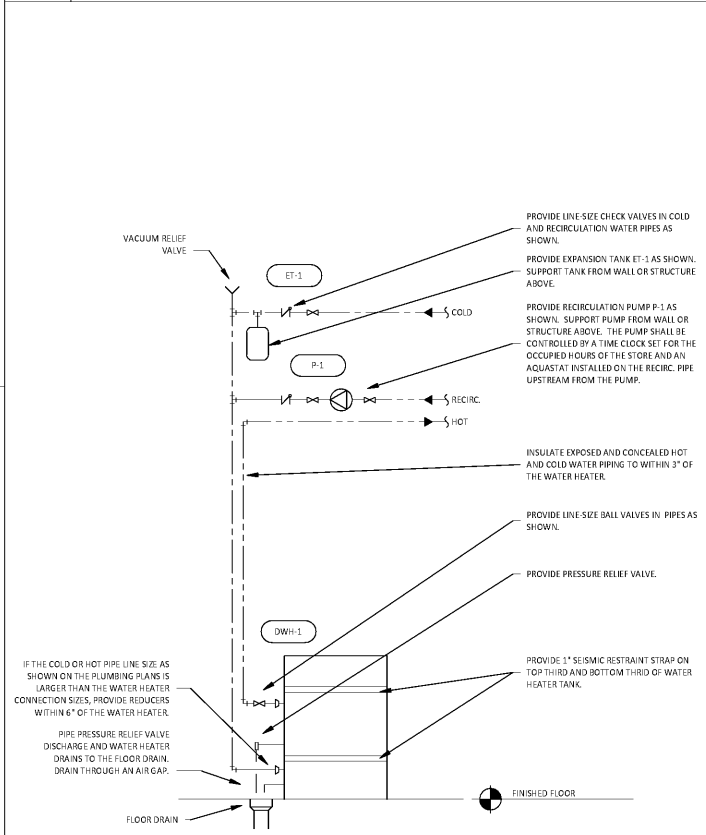 PROVIDE LINE-SIZE CHECK VALVES IN COLD
AND RECIRCULATION WATER PIPES AS
SHOWN.
VACUUM RELIEF
VALVE
PROVIDE EXPANSION TANK ET-1 AS SHOWN.
SUPPORT TANK FROM WALL OR STRUCTURE
ABOVE.
ET-1
COLD
PROVIDE RECIRCULATION PUMP P-1 AS
SHOWN. SUPPORT PUMP FROM WALL OR
STRUCTURE ABOVE. THE PUMP SHALL BE
CONTROLLED BY A TIME CLOCK SET FOR THE
OCCUPIED HOURS OF THE STORE AND AN
AQUASTAT INSTALLED ON THE RECIRC. PIPE
UPSTREAM FROM THE PUMP.
P-1
RECIRC.
HOT
INSULATE EXPOSED AND CONCEALED HOT
AND COLD WATER PIPING TO WITHIN 3" OF
THE WATER HEATER.
PROVIDE LINE-SIZE BALL VALVES IN PIPES AS
SHOWN.
PROVIDE PRESSURE RELIEF VALVE.
DWH-1
IF THE COLD OR HOT PIPE LINE SIZE AS
SHOWN ON THE PLUMBING PLANS IS
LARGER THAN THE WATER HEATER
CONNECTION SIZES, PROVIDE REDUCERS
WITHIN 6" OF THE WATER HEATER.
PROVIDE 1" SEISMIC RESTRAINT STRAP ON
TOP THIRD AND BOTTOM THRID OF WATER
HEATER TANK.
PIPE PRESSURE RELIEF VALVE
DISCHARGE AND WATER HEATER
DRAINS TO THE FLOOR DRAIN.
DRAIN THROUGH AN AIR GAP.
FINISHED FLOOR
FLOOR DRAIN